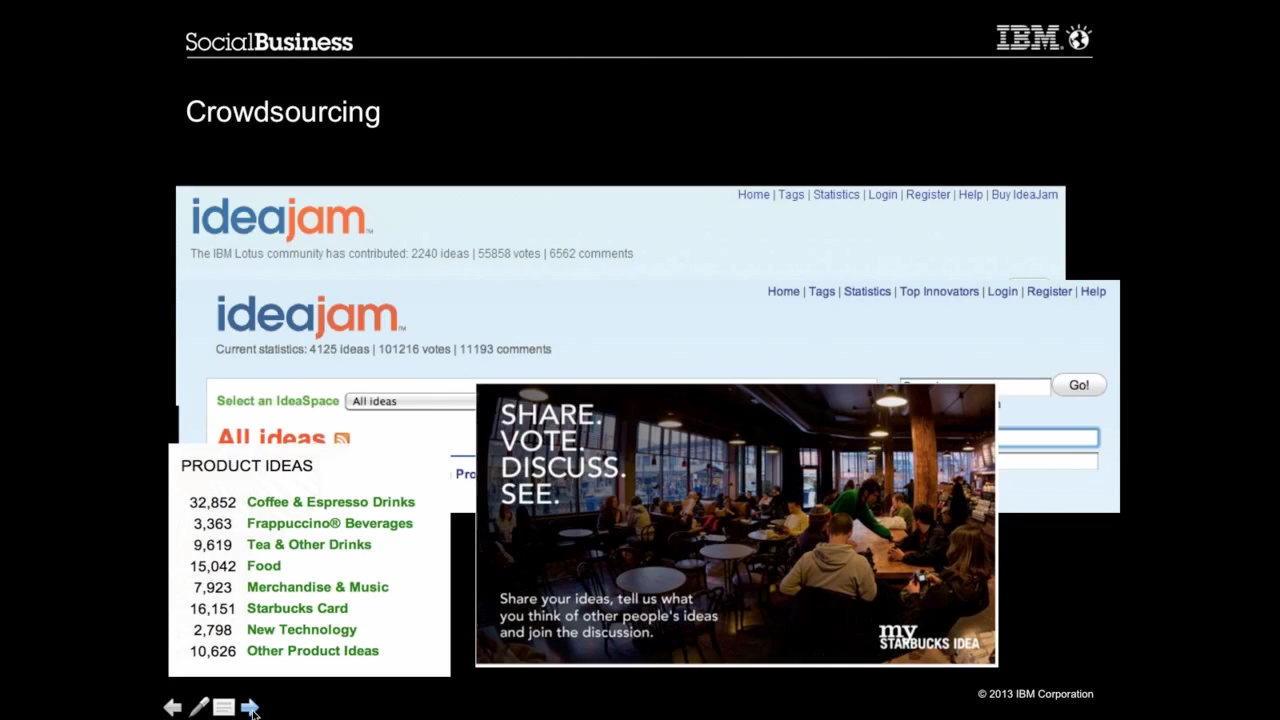 SocialBusiness
IBM
Crowdsourcing
Home | Tags | Statistics | Login | Register | Help | Buy IdeaJam
ideajam™
The IBM Lotus community has contributed: 2240 ideas | 55858 votes | 6562 comments
Home | Tags | Statistics | Top Innovators | Login | Register | Help
ideajam™
Current statistics: 4125 ideas | 101216 votes | 11193 comments
Go!
Select an IdeaSpace All ideas
All ideas
Pro
PRODUCT IDEAS
32,852 Coffee & Espresso Drinks
3,363 Frappuccino® Beverages
9,619 Tea & Other Drinks
15,042 Food
7,923 Merchandise & Music
16,151 Starbucks Card
2,798 New Technology
10,626 Other Product Ideas
SHARE.
VOTE.
DISCUSS.
SEE.
Share your ideas, tell us what
you think of other people's ideas
and join the discussion.
my
STARBUCKS IDEA
© 2013 IBM Corporation